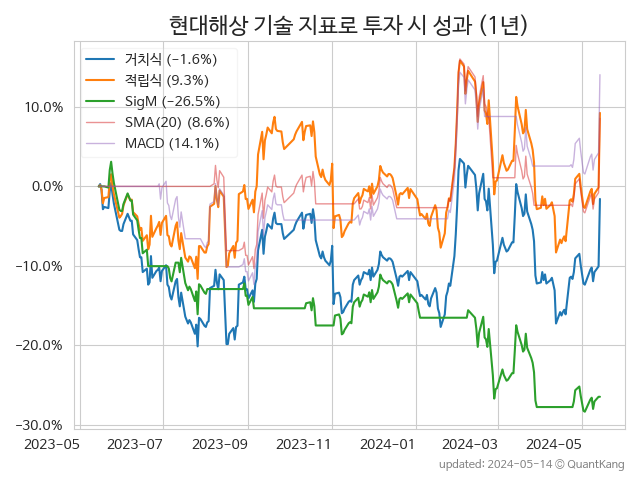 현대해상 기술 지표로 투자 시 성과 (1년)
거치식 (−1.6%)
적립식 (9.3%)
SigM (−26.5%)
SMA(20) (8.6%)
MACD (14.1%)
10.0%
0.0%
−10.0%
−20.0%
−30.0%
2023−05 2023−07 2023−09 2023−11 2024−01 2024−03 2024−05
updated: 2024−05−14 © QuantKang